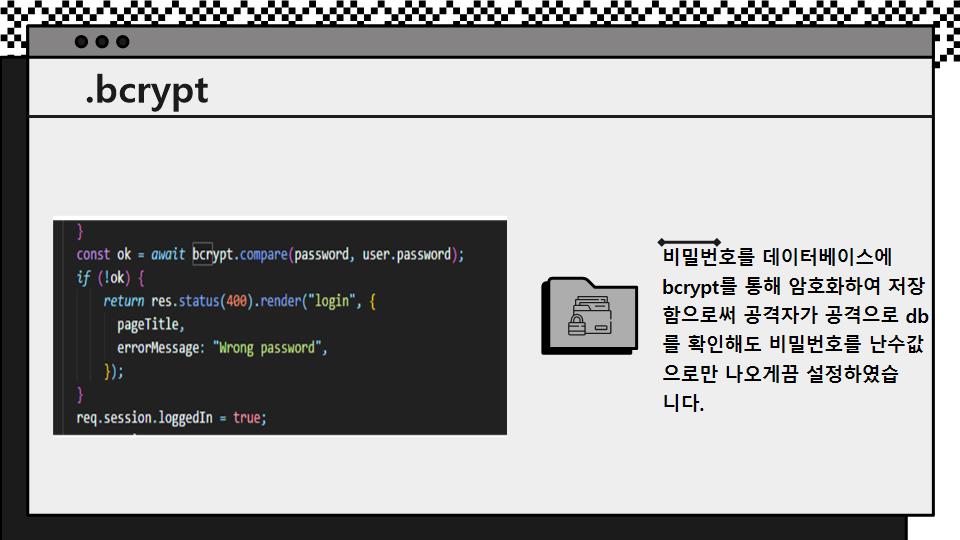 .bcrypt
}
const ok = await bcrypt.compare(password, user.password);
if (!ok) {
return res.status(400).render("login", {
pageTitle,
errorMessage: "Wrong password",
});
}
req.session.loggedIn = true;
비밀번호를 데이터베이스에
bcrypt를 통해 암호화하여 저장
함으로써 공격자가 공격으로 db
를 확인해도 비밀번호를 난수값
으로만 나오게끔 설정하였습
니다.